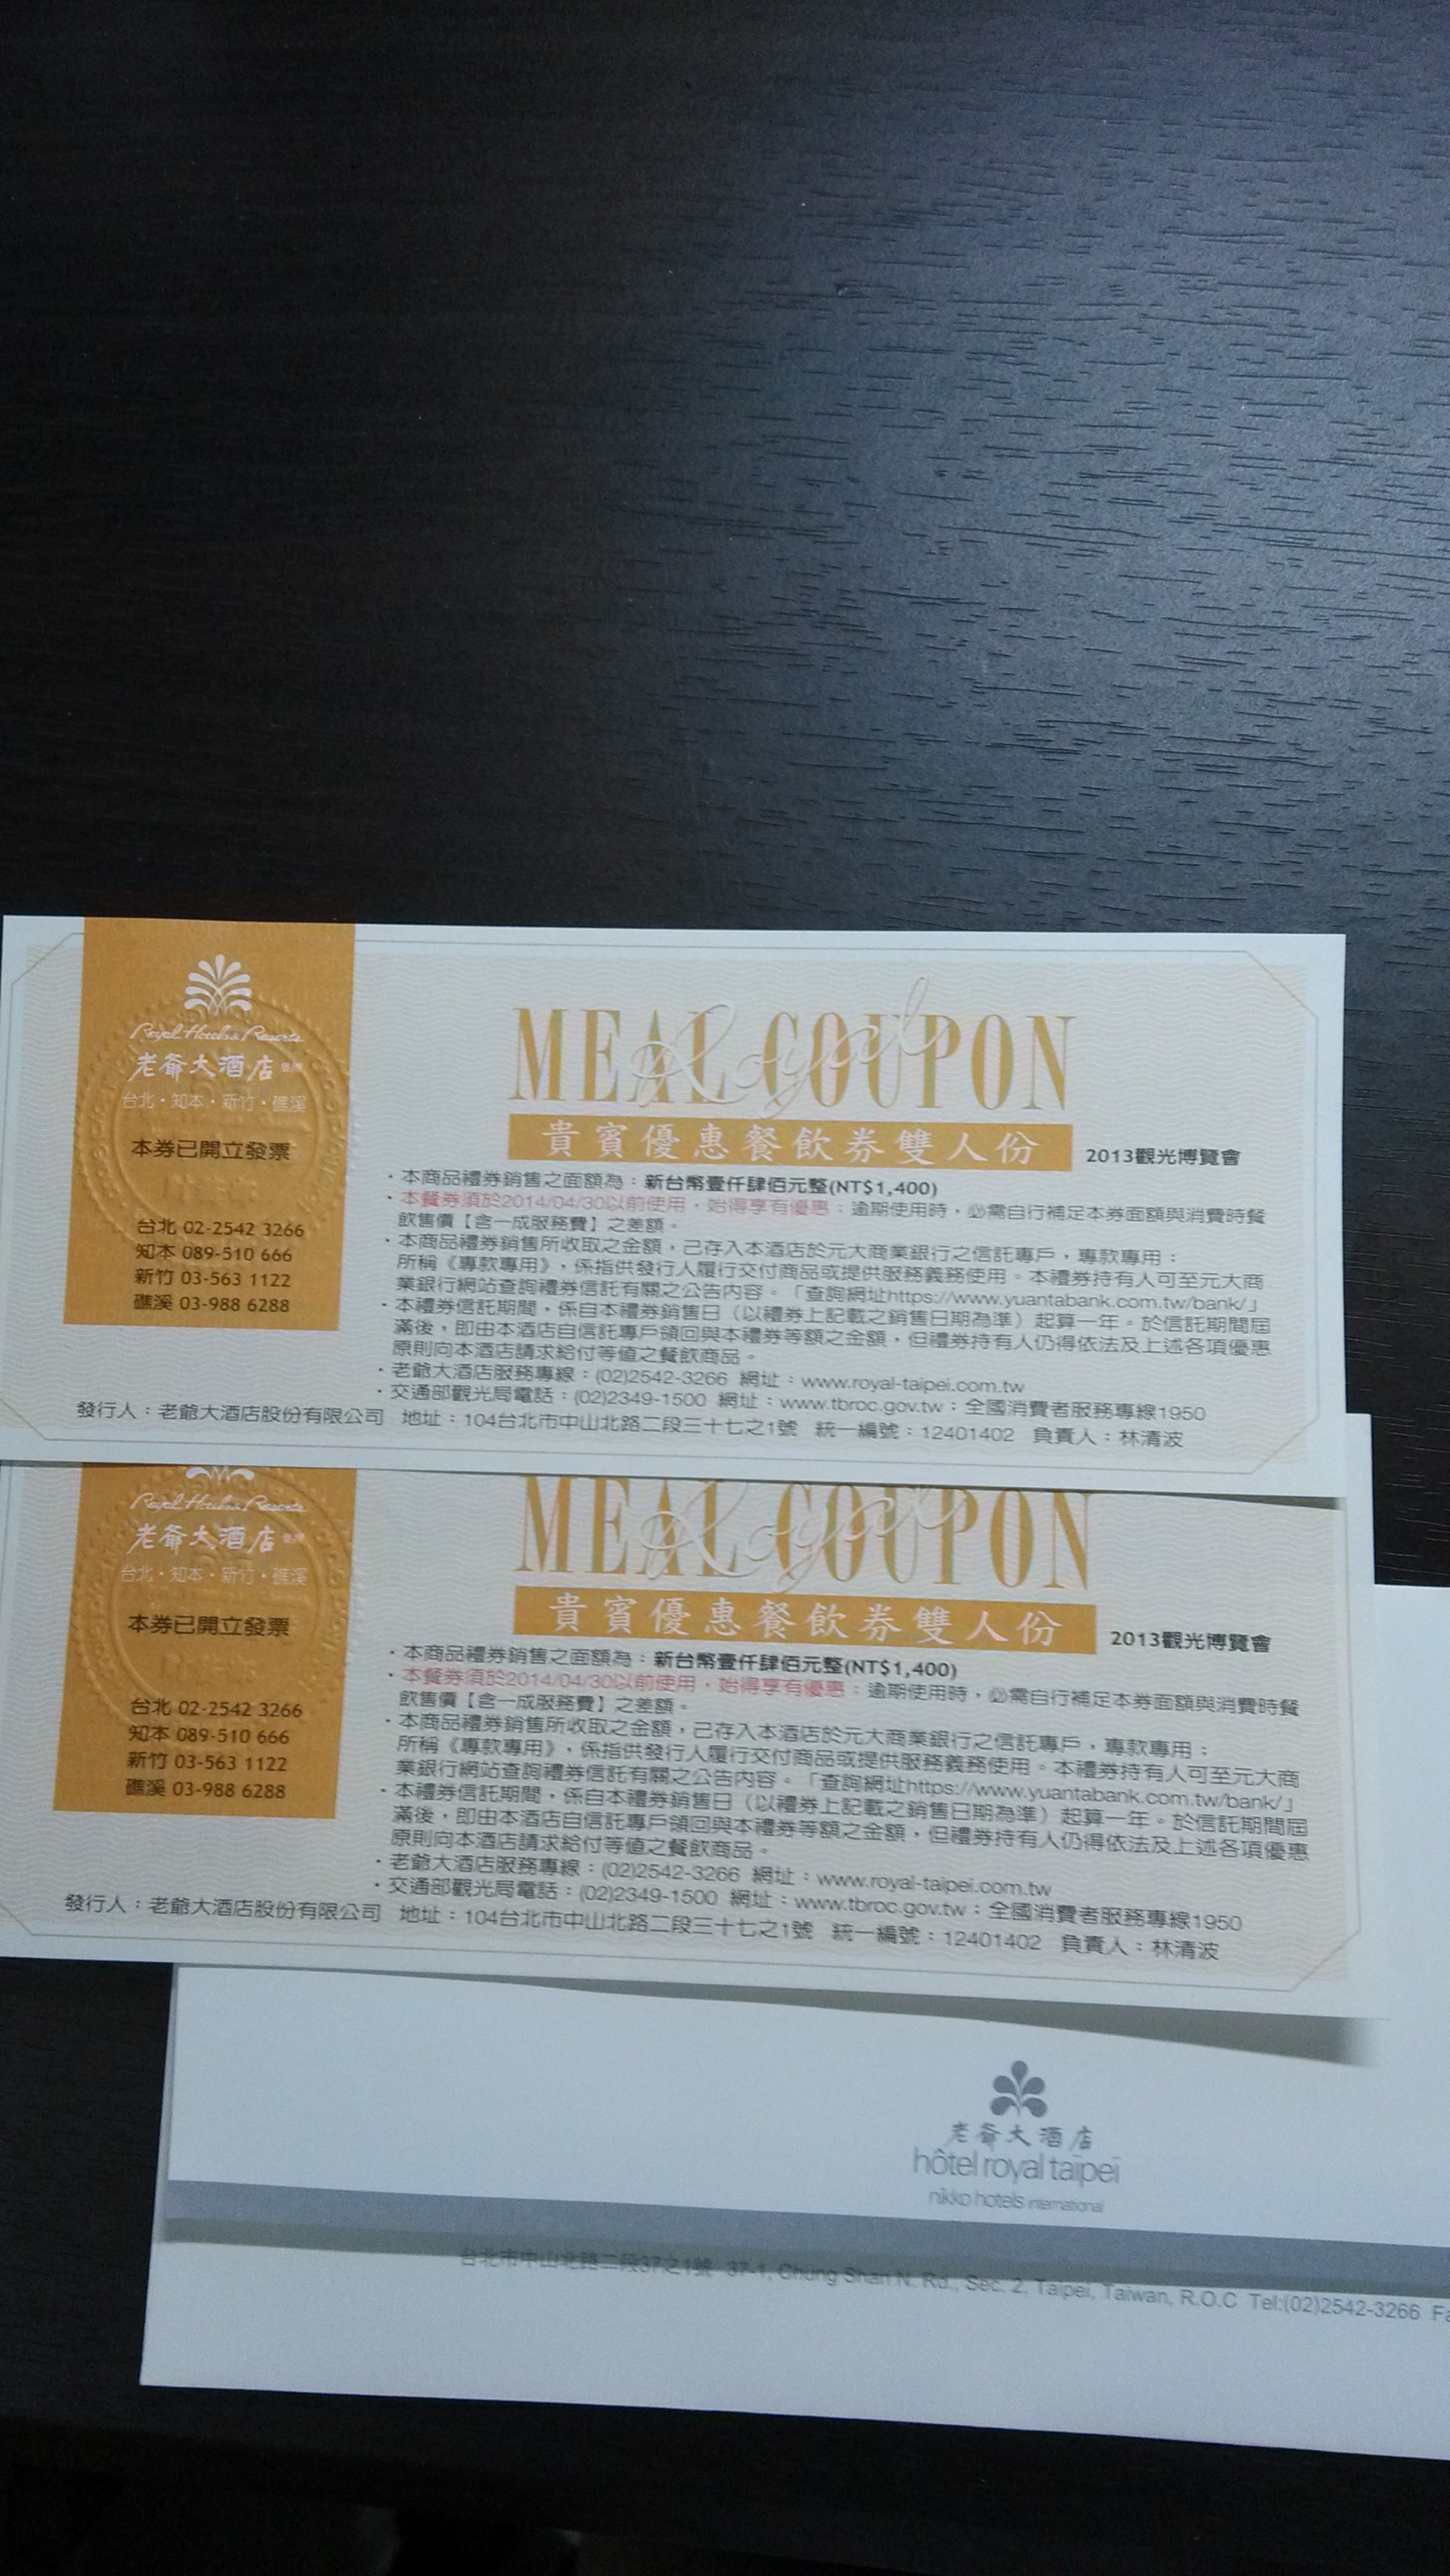 Royal Hotels & Resorts
老爺大酒店
台北・知本・新竹・礁溪
本券已開立發票
台北 02-2542 3266
知本 089-510 666
新竹 03-563 1122
礁溪 03-988 6288
MEAL COUPON
Royal
貴賓優惠餐飲券雙人份
2013觀光博覽會
・本商品禮券銷售之面額為：新台幣壹仟肆佰元整(NT$1,400)
・本餐券須於2014/04/30以前使用，始得享有優惠；逾期使用時，必需自行補足本券面額與消費時餐
飲售價【含一成服務費】之差額。
・本商品禮券銷售所收取之金額，己存入本酒店於元大商業銀行之信託專戶，專款專用；
所稱《專款專用》，係指供發行人履行交付商品或提供服務義務使用。本禮券持有人可至元大商
業銀行網站查詢禮券信託有關之公告內容。「查詢網址https://www.yuantabank.com.tw/bank/」
・本禮券信託期間，係自本禮券銷售日（以禮券上記載之銷售日期為準）起算一年。於信託期間屆
滿後，即由本酒店自信託專戶領回與本禮券等額之金額，但禮券持有人仍得依法及上述各項優惠
原則向本酒店請求給付等值之餐飲商品。
・老爺大酒店服務專線：(02)2542-3266 網址：www.royal-taipei.com.tw
・交通部觀光局電話：(02)2349-1500 網址：www.tbroc.gov.tw；全國消費者服務專線1950
發行人：老爺大酒店股份有限公司 地址：104台北市中山北路二段三十七之1號 統一編號：12401402 負責人：林清波
Royal Hotels & Resorts
老爺大酒店
台北・知本・新竹・礁溪
本券已開立發票
台北 02-2542 3266
知本 089-510 666
新竹 03-563 1122
礁溪 03-988 6288
MEAL COUPON
Royal
貴賓優惠餐飲券雙人份
2013觀光博覽會
・本商品禮券銷售之面額為：新台幣壹仟肆佰元整(NT$1,400)
・本餐券須於2014/04/30以前使用，始得享有優惠；逾期使用時，必需自行補足本券面額與消費時餐
飲售價【含一成服務費】之差額。
・本商品禮券銷售所收取之金額，己存入本酒店於元大商業銀行之信託專戶，專款專用；
所稱《專款專用》，係指供發行人履行交付商品或提供服務義務使用。本禮券持有人可至元大商
業銀行網站查詢禮券信託有關之公告內容。「查詢網址https://www.yuantabank.com.tw/bank/」
・本禮券信託期間，係自本禮券銷售日（以禮券上記載之銷售日期為準）起算一年。於信託期間屆
滿後，即由本酒店自信託專戶領回與本禮券等額之金額，但禮券持有人仍得依法及上述各項優惠
原則向本酒店請求給付等值之餐飲商品。
・老爺大酒店服務專線：(02)2542-3266 網址：www.royal-taipei.com.tw
・交通部觀光局電話：(02)2349-1500 網址：www.tbroc.gov.tw；全國消費者服務專線1950
發行人：老爺大酒店股份有限公司 地址：104台北市中山北路二段三十七之1號 統一編號：12401402 負責人：林清波
老爺大酒店
hôtel royal taipei
nikko hotels international
台北市中山北路二段37之1號 37-1, Chung Shan N. Rd., Sec. 2, Taipei, Taiwan, R.O.C Tel:(02)2542-3266